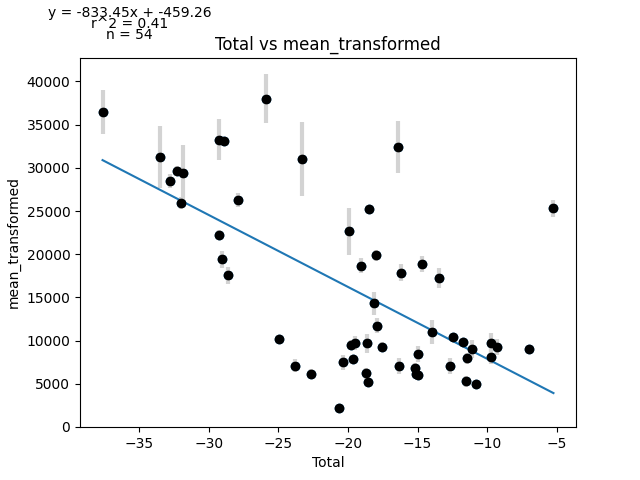 y = -833.45x + -459.26
r^2 = 0.41
n = 54
Total vs mean_transformed
40000
35000
30000
25000
20000
15000
10000
5000
0
mean_transformed
−35 −30 −25 −20 −15 −10 −5
Total